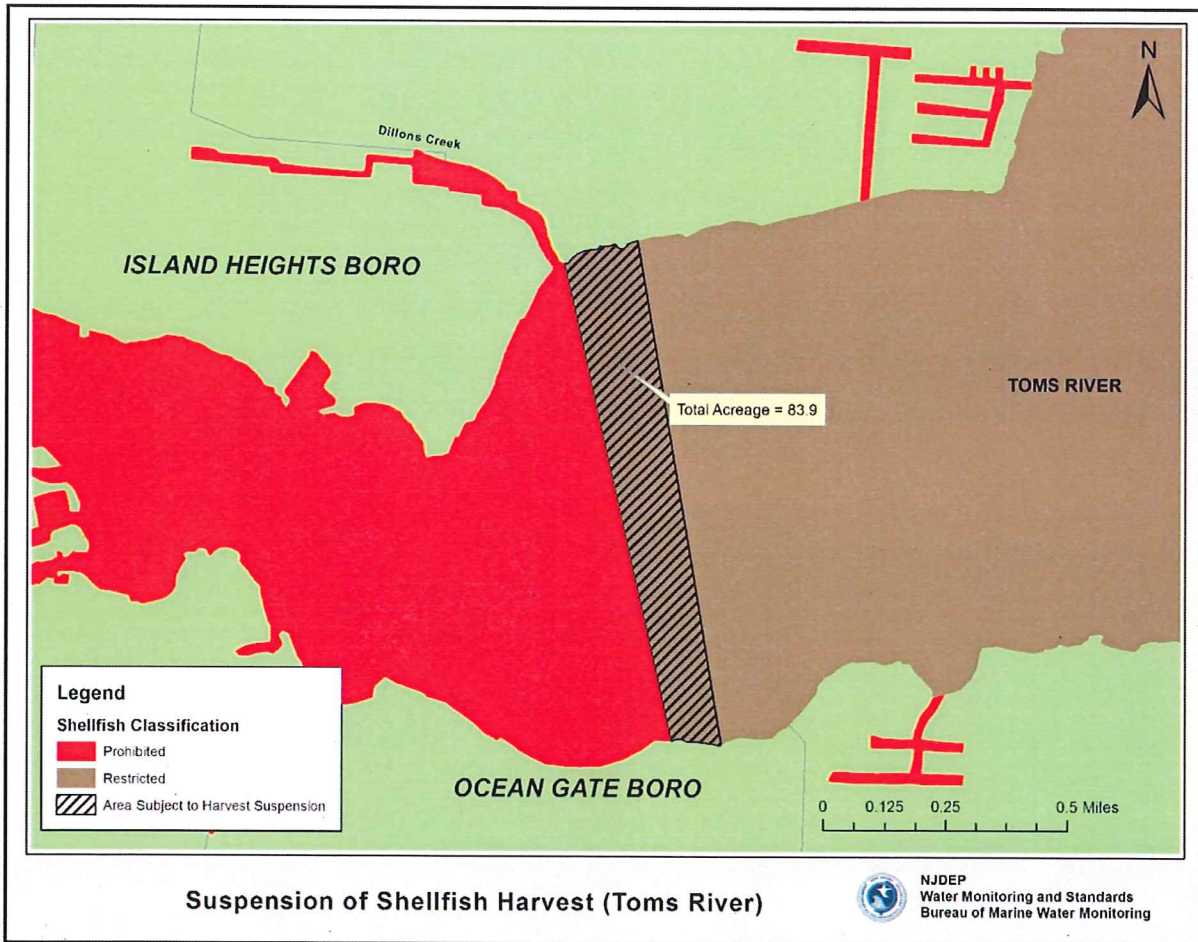 N
Dillons Creek
ISLAND HEIGHTS BORO
TOMS RIVER
Total Acreage = 83.9
Legend
Shellfish Classification
Prohibited
Restricted
Area Subject to Harvest Suspension
OCEAN GATE BORO
0 0.125 0.25 0.5 Miles
Suspension of Shellfish Harvest (Toms River)
NJDEP
Water Monitoring and Standards
Bureau of Marine Water Monitoring